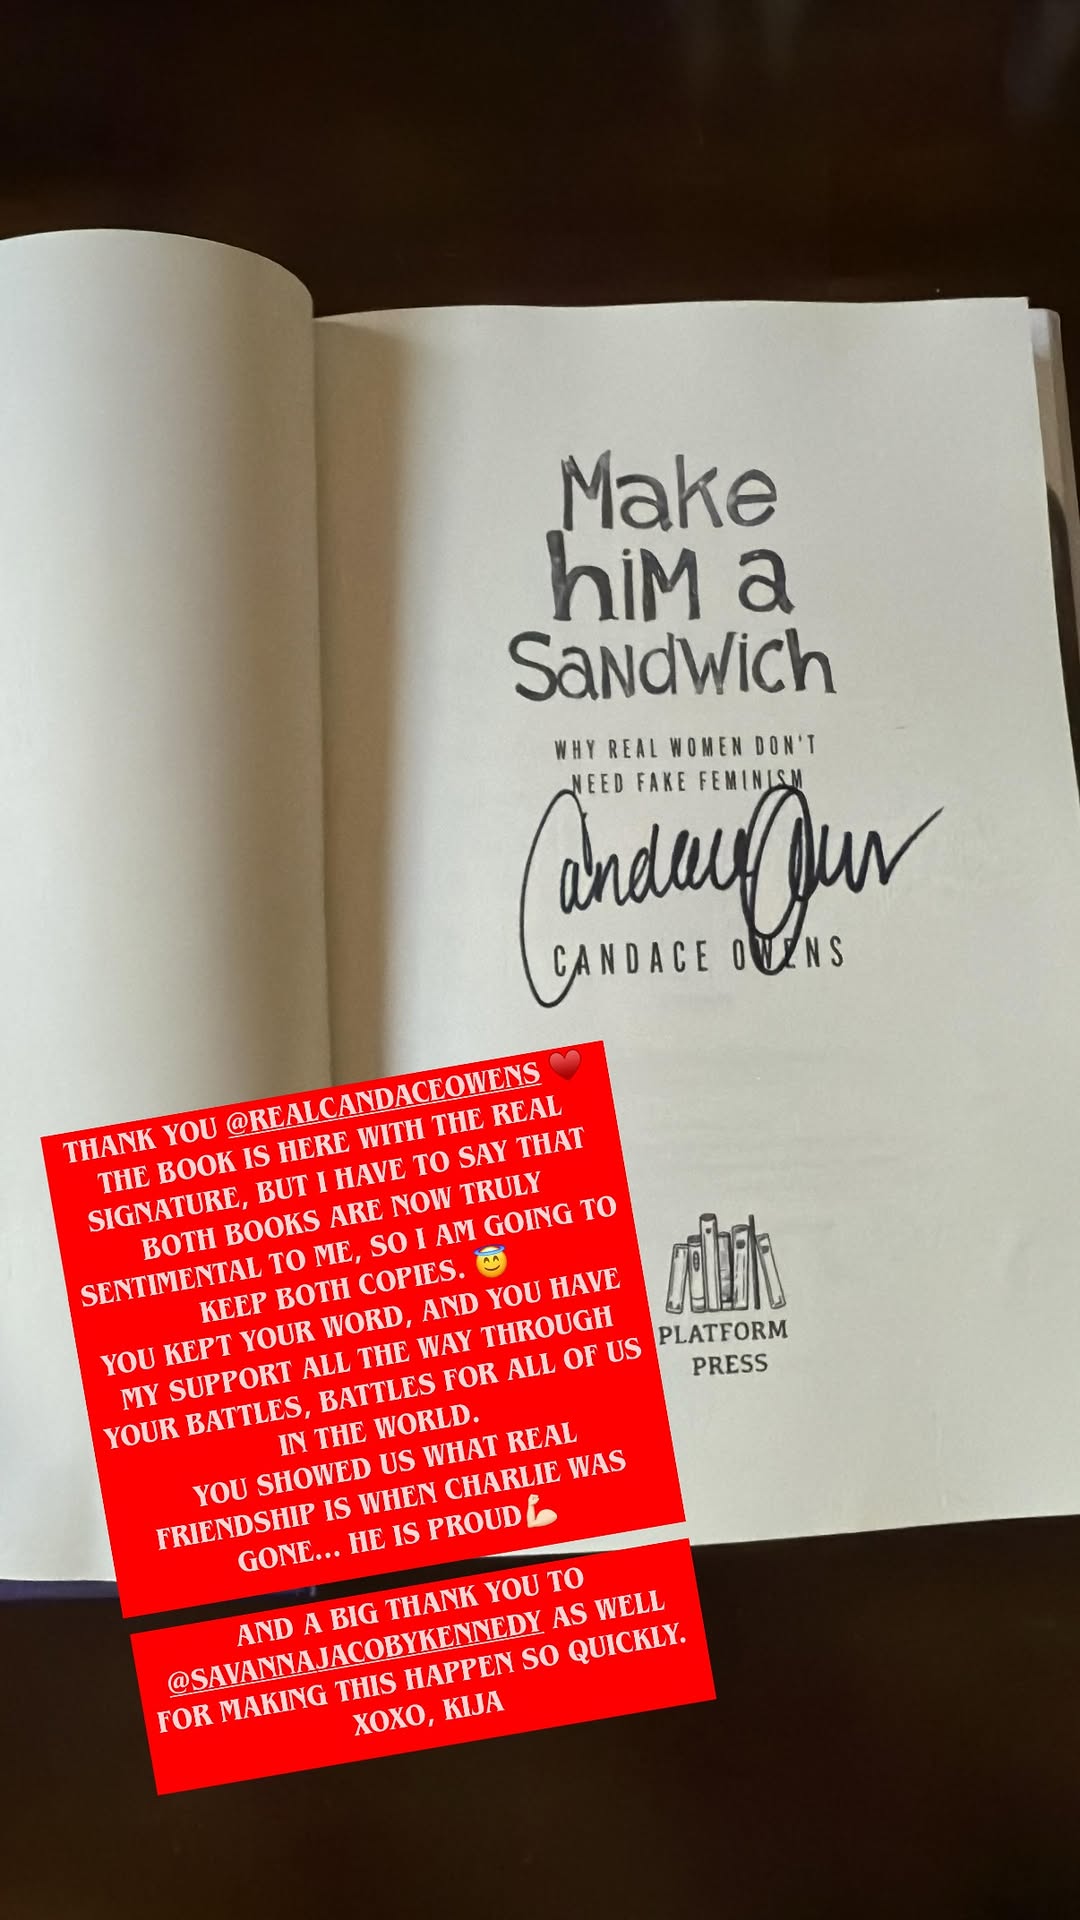 Make
him a
Sandwich
WHY REAL WOMEN DON'T
NEED FAKE FEMINISM
Candace Owens
CANDACE OWENS
THANK YOU @REALCANDACEOWENS ♥️
THE BOOK IS HERE WITH THE REAL
SIGNATURE, BUT I HAVE TO SAY THAT
BOTH BOOKS ARE NOW TRULY
SENTIMENTAL TO ME, SO I AM GOING TO
KEEP BOTH COPIES. 😇
YOU KEPT YOUR WORD, AND YOU HAVE
MY SUPPORT ALL THE WAY THROUGH
YOUR BATTLES, BATTLES FOR ALL OF US
IN THE WORLD.
YOU SHOWED US WHAT REAL
FRIENDSHIP IS WHEN CHARLIE WAS
GONE... HE IS PROUD💪🏻
PLATFORM
PRESS
AND A BIG THANK YOU TO
@SAVANNAJACOBYKENNEDY AS WELL
FOR MAKING THIS HAPPEN SO QUICKLY.
XOXO, KIJA